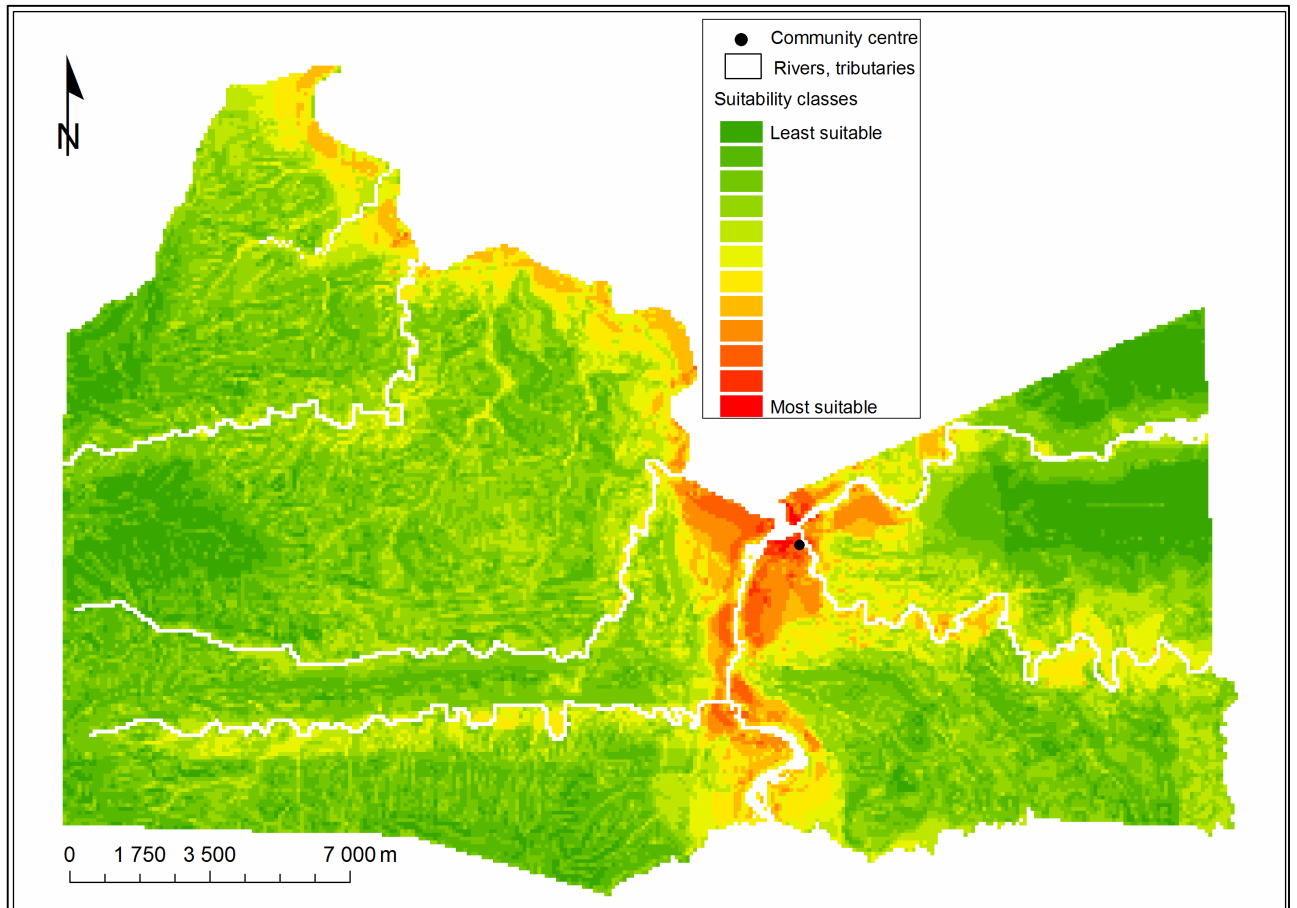 Community centre
Rivers, tributaries
Suitability classes
Least suitable
Most suitable
N
0 1 750 3 500 7 000 m